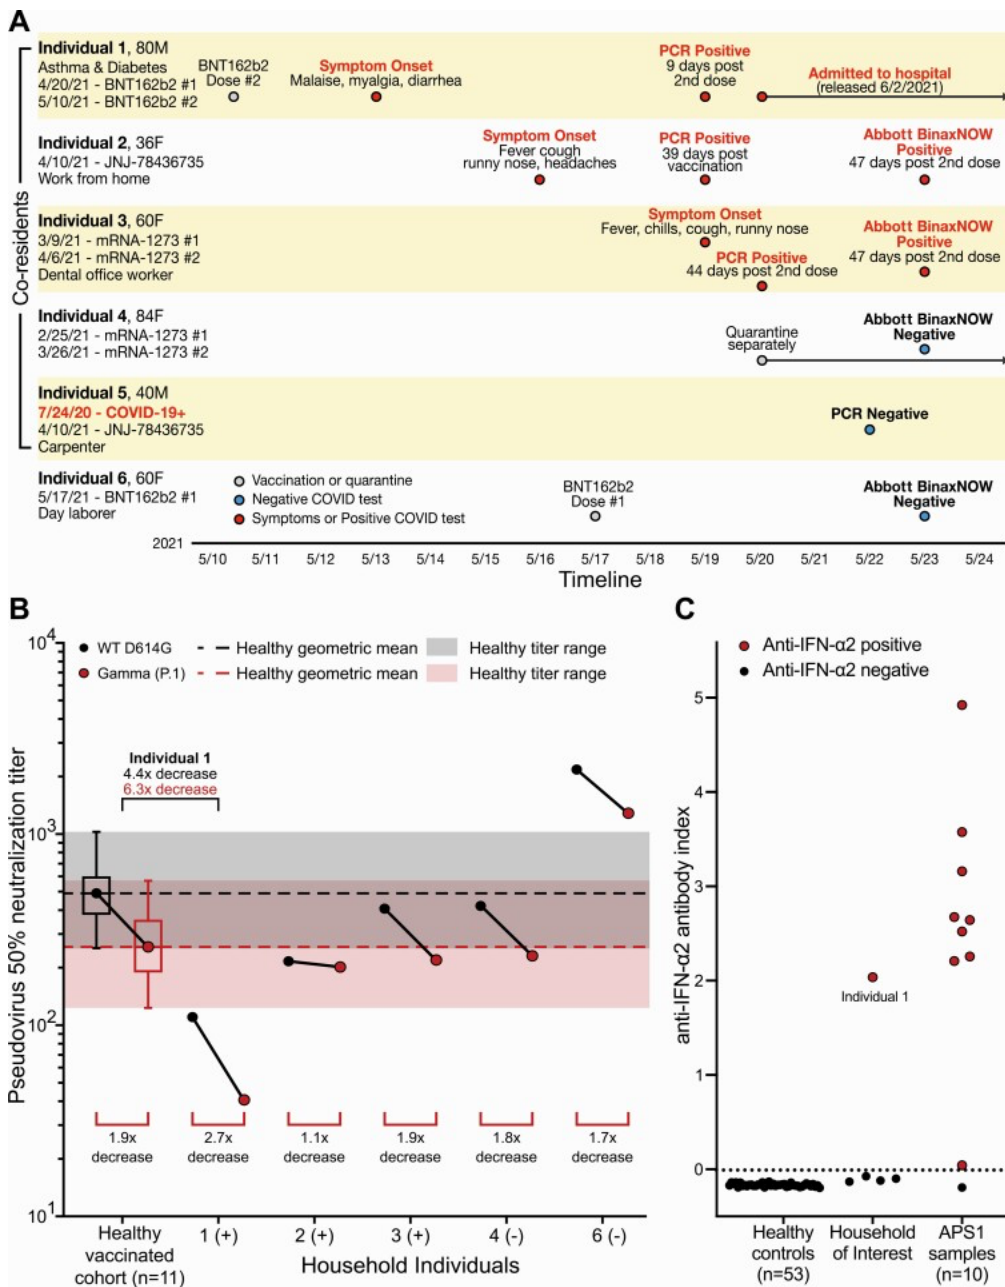 A
Co-residents
Individual 1, 80M
Asthma & Diabetes
4/20/21 - BNT162b2 #1
5/10/21 - BNT162b2 #2
BNT162b2
Dose #2
Symptom Onset
Malaise, myalgia, diarrhea
PCR Positive
9 days post
2nd dose
Admitted to hospital
(released 6/2/2021)
Individual 2, 36F
4/10/21 - JNJ-78436735
Work from home
Symptom Onset
Fever cough
runny nose, headaches
PCR Positive
39 days post
vaccination
Abbott BinaxNOW
Positive
47 days post 2nd dose
Individual 3, 60F
3/9/21 - mRNA-1273 #1
4/6/21 - mRNA-1273 #2
Dental office worker
Symptom Onset
Fever, chills, cough, runny nose
PCR Positive
44 days post 2nd dose
Abbott BinaxNOW
Positive
47 days post 2nd dose
Individual 4, 84F
2/25/21 - mRNA-1273 #1
3/26/21 - mRNA-1273 #2
Quarantine
separately
Abbott BinaxNOW
Negative
Individual 5, 40M
7/24/20 - COVID-19+
4/10/21 - JNJ-78436735
Carpenter
PCR Negative
Individual 6, 60F
5/17/21 - BNT162b2 #1
Day laborer
Vaccination or quarantine
Negative COVID test
Symptoms or Positive COVID test
BNT162b2
Dose #1
Abbott BinaxNOW
Negative
2021 5/10 5/11 5/12 5/13 5/14 5/15 5/16 5/17 5/18 5/19 5/20 5/21 5/22 5/23 5/24
Timeline
B
Pseudovirus 50% neutralization titer
10⁴
10³
10²
10¹
WT D614G Healthy geometric mean Healthy titer range
Gamma (P.1) Healthy geometric mean Healthy titer range
Individual 1
4.4x decrease
6.3x decrease
1.9x 2.7x 1.1x 1.9x 1.8x 1.7x
decrease decrease decrease decrease decrease decrease
Healthy
vaccinated
cohort (n=11)
1 (+) 2 (+) 3 (+) 4 (-) 6 (-)
Household Individuals
C
anti-IFN-α2 antibody index
Anti-IFN-α2 positive
Anti-IFN-α2 negative
5
4
3
2
1
0
Individual 1
Healthy
controls
(n=53)
Household
of Interest
APS1
samples
(n=10)